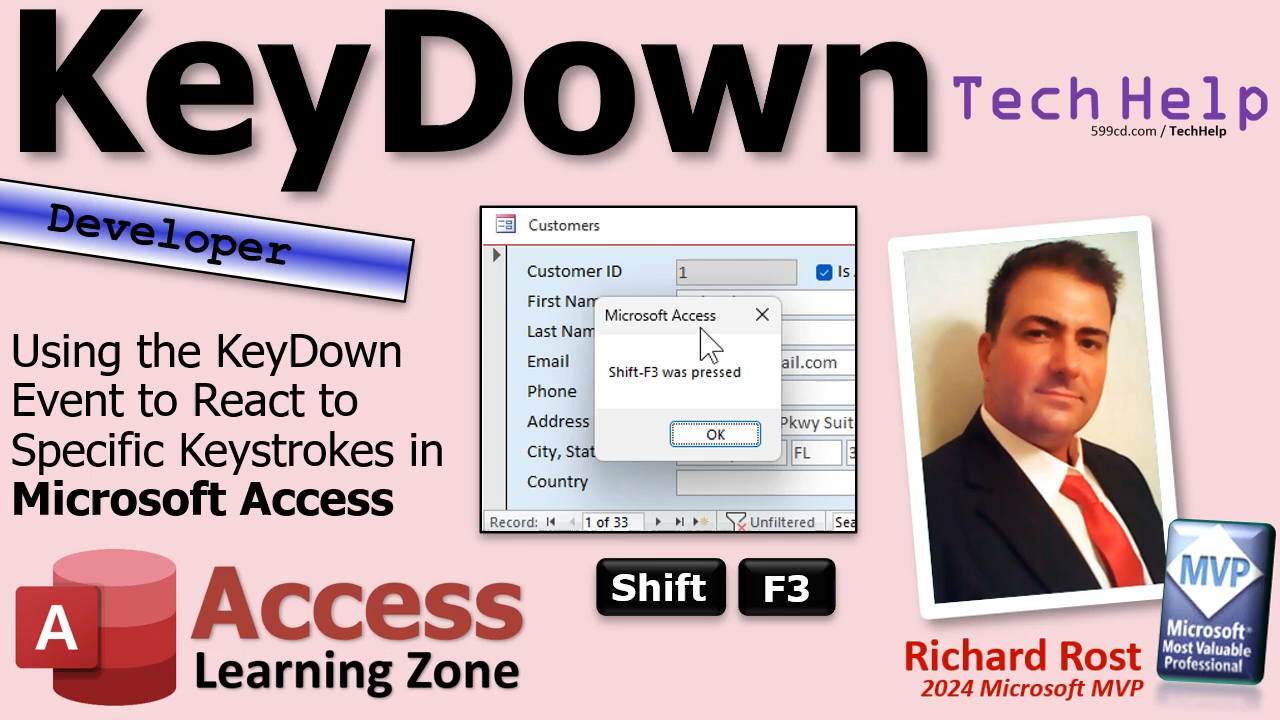 KeyDown
Tech Help
599cd.com / TechHelp
Developer
Using the KeyDown
Event to React to
Specific Keystrokes in
Microsoft Access
Customers
Customer ID 1 Is
First Nam
Last Nam
Email ail.com
Phone
Address Pkwy Suit
City, Stat FL 3
Country
Record: 1 of 33 Unfiltered Sea
Microsoft Access
Shift-F3 was pressed
OK
Shift F3
A
Access
Learning Zone
Richard Rost
2024 Microsoft MVP
MVP
Microsoft®
Most Valuable
Professional